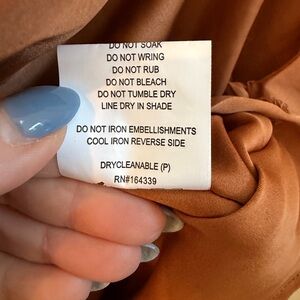 DO NOT SOAK
DO NOT WRING
DO NOT RUB
DO NOT BLEACH
DO NOT TUMBLE DRY
LINE DRY IN SHADE
DO NOT IRON EMBELLISHMENTS
COOL IRON REVERSE SIDE
DRYCLEANABLE (P)
RN#164339